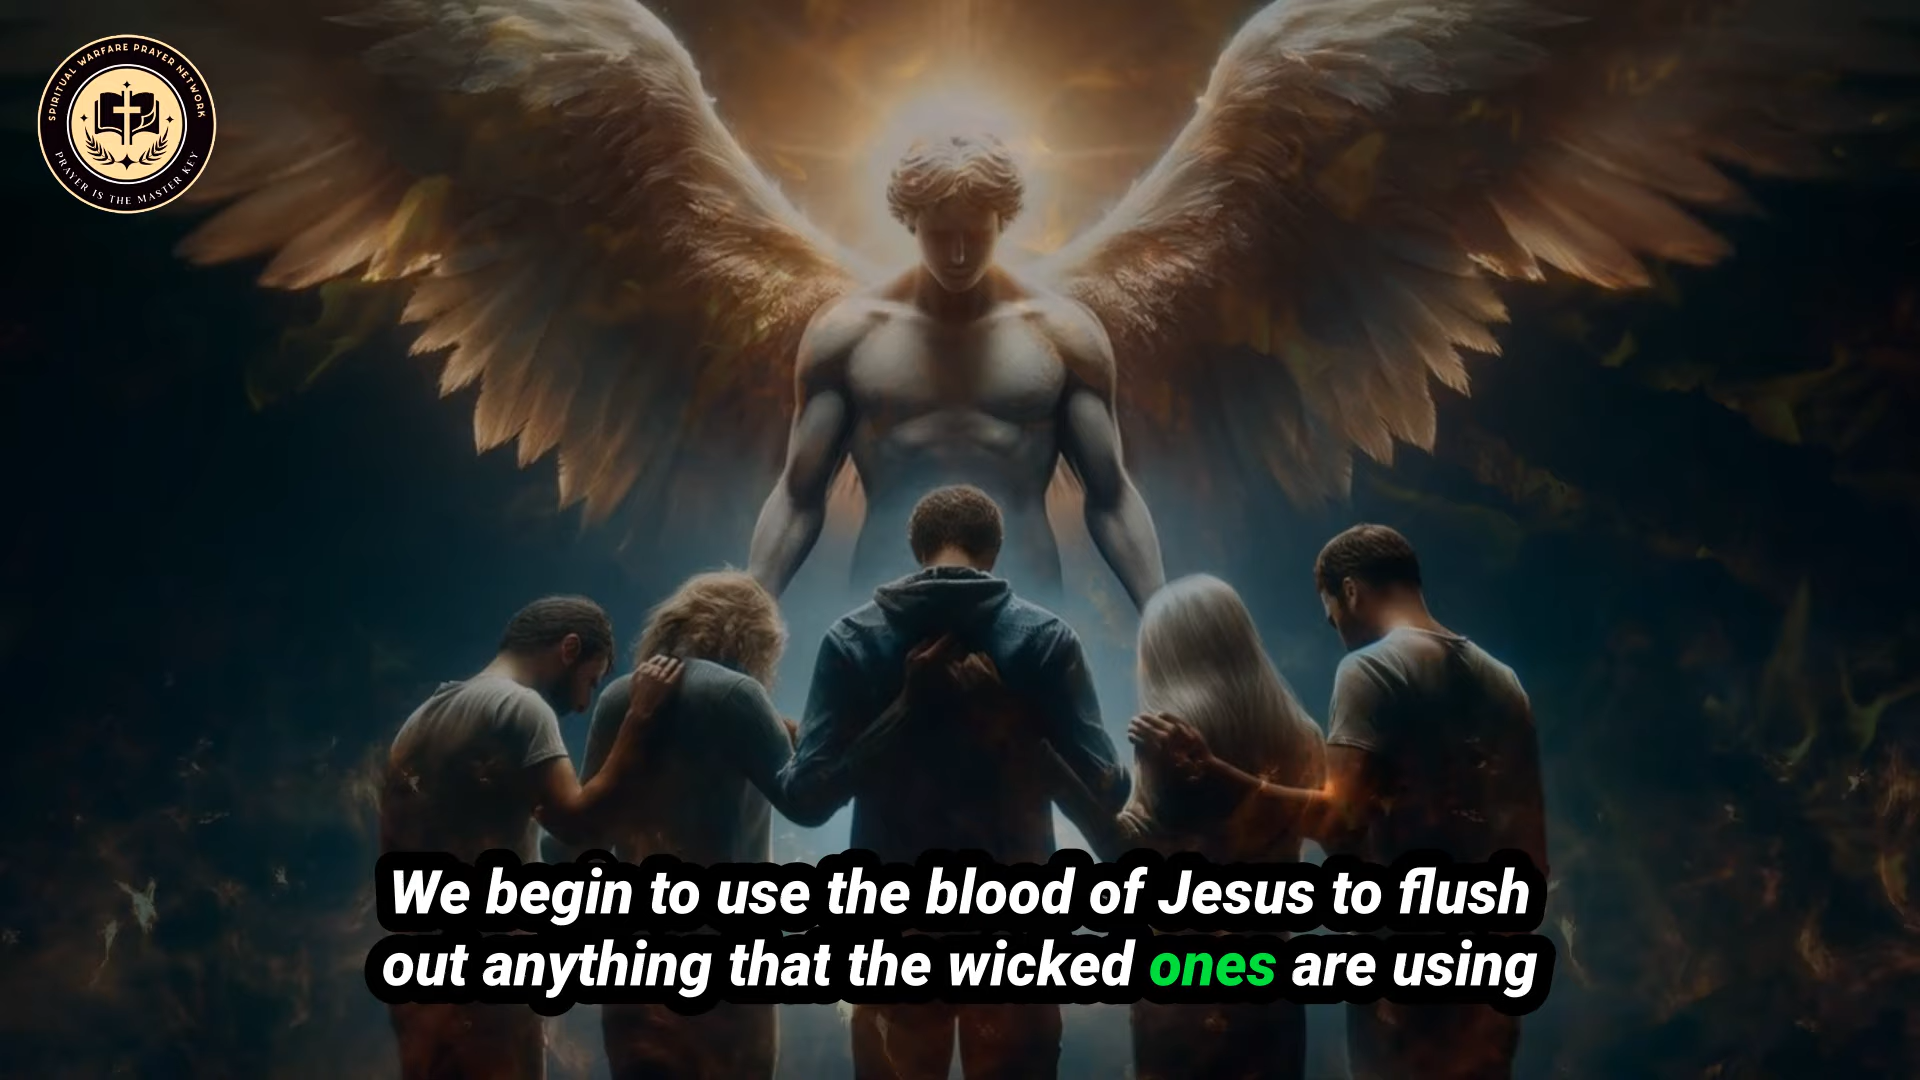 SPIRITUAL WARFARE PRAYER NETWORK
PRAYER IS THE MASTER KEY
We begin to use the blood of Jesus to flush
out anything that the wicked ones are using